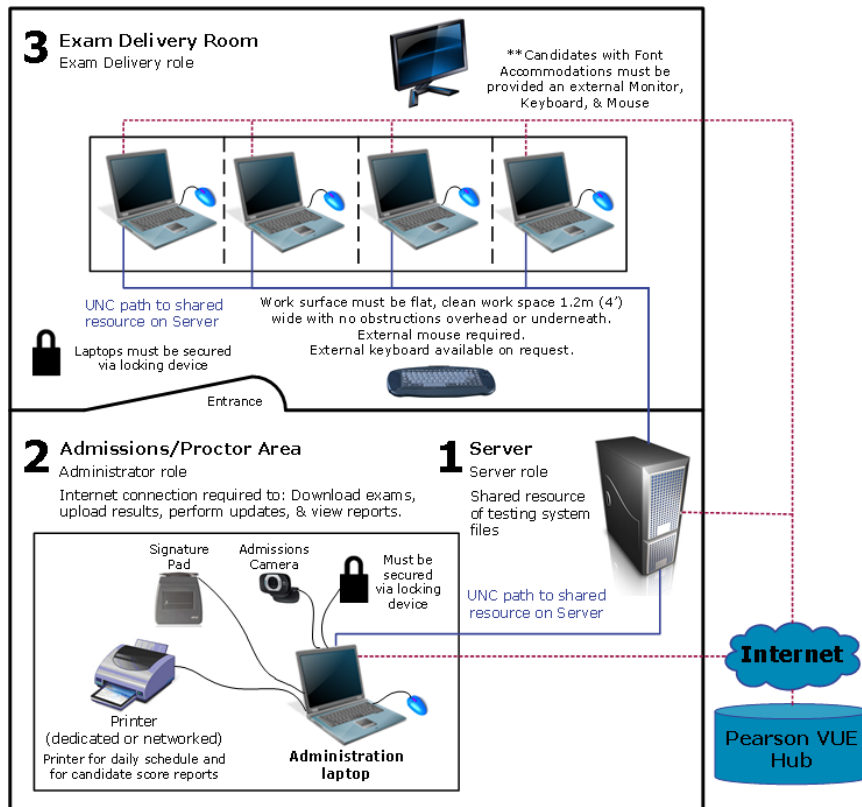 3 Exam Delivery Room
Exam Delivery role
**Candidates with Font
Accommodations must be
provided an external Monitor,
Keyboard, & Mouse
UNC path to shared
resource on Server
Work surface must be flat, clean work space 1.2m (4')
wide with no obstructions overhead or underneath.
External mouse required.
External keyboard available on request.
Laptops must be secured
via locking device
Entrance
2 Admissions/Proctor Area
Administrator role
Internet connection required to: Download exams,
upload results, perform updates, & view reports.
1 Server
Server role
Shared resource
of testing system
files
Signature
Pad
Admissions
Camera
Must be
secured
via locking
device
UNC path to shared
resource on Server
Printer
(dedicated or networked)
Printer for daily schedule and
for candidate score reports
Administration
laptop
Internet
Pearson VUE
Hub